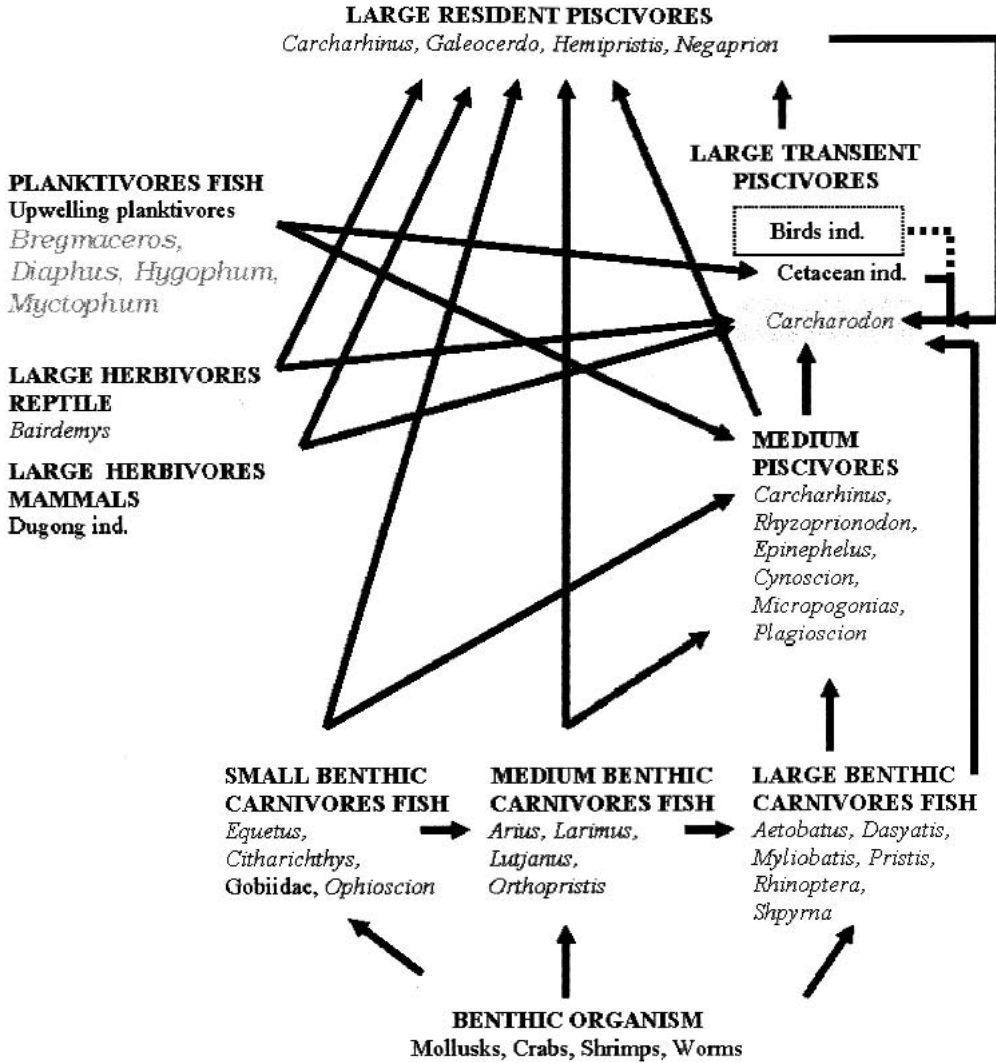 LARGE RESIDENT PISCIVORES
Carcharhinus, Galeocerdo, Hemipristis, Negaprion
LARGE TRANSIENT
PISCIVORES
Birds ind.
Cetacean ind.
Carcharodon
PLANKTIVORES FISH
Upwelling planktivores
Bregmaceros,
Diaphus, Hygophum,
Myctophum
LARGE HERBIVORES
REPTILE
Bairdemys
LARGE HERBIVORES
MAMMALS
Dugong ind.
MEDIUM
PISCIVORES
Carcharhinus,
Rhyzoprionodon,
Epinephelus,
Cynoscion,
Micropogonias,
Plagioscion
SMALL BENTHIC
CARNIVORES FISH
Equetus,
Citharichthys,
Gobiidae, Ophioscion
MEDIUM BENTHIC
CARNIVORES FISH
Arius, Larimus,
Lutjanus,
Orthopristis
LARGE BENTHIC
CARNIVORES FISH
Aetobatus, Dasyatis,
Myliobatis, Pristis,
Rhinoptera,
Shpyrna
BENTHIC ORGANISM
Mollusks, Crabs, Shrimps, Worms